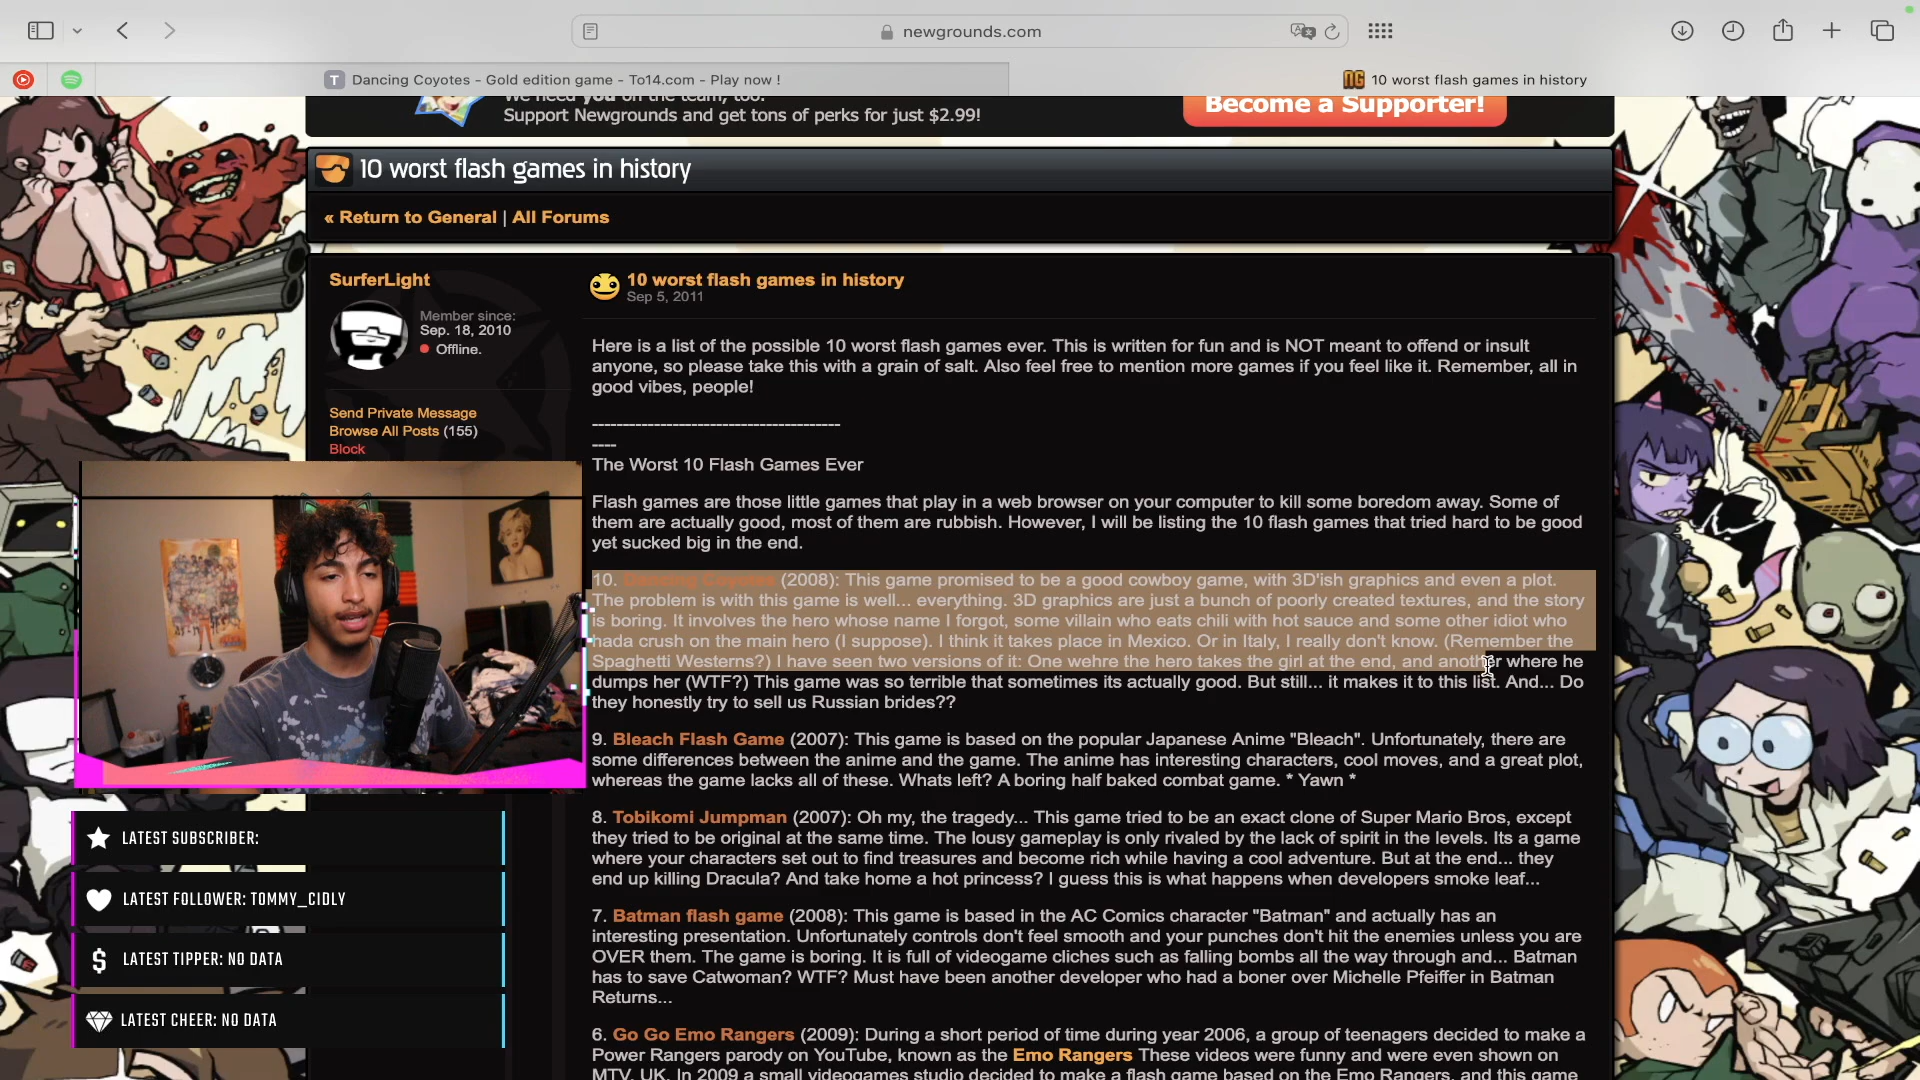 newgrounds.com
T Dancing Coyotes - Gold edition game - To14.com - Play now !
NG 10 worst flash games in history
We need you on the team, too!
Support Newgrounds and get tons of perks for just $2.99!
Become a Supporter!
10 worst flash games in history
« Return to General | All Forums
SurferLight
Member since:
Sep. 18, 2010
Offline.
Send Private Message
Browse All Posts (155)
Block
10 worst flash games in history
Sep 5, 2011
Here is a list of the possible 10 worst flash games ever. This is written for fun and is NOT meant to offend or insult
anyone, so please take this with a grain of salt. Also feel free to mention more games if you feel like it. Remember, all in
good vibes, people!
----------------------------------------
----
The Worst 10 Flash Games Ever
Flash games are those little games that play in a web browser on your computer to kill some boredom away. Some of
them are actually good, most of them are rubbish. However, I will be listing the 10 flash games that tried hard to be good
yet sucked big in the end.
10. Dancing Coyotes (2008): This game promised to be a good cowboy game, with 3D'ish graphics and even a plot.
The problem is with this game is well... everything. 3D graphics are just a bunch of poorly created textures, and the story
is boring. It involves the hero whose name I forgot, some villain who eats chili with hot sauce and some other idiot who
hada crush on the main hero (I suppose). I think it takes place in Mexico. Or in Italy, I really don't know. (Remember the
Spaghetti Westerns?) I have seen two versions of it: One wehre the hero takes the girl at the end, and another where he
dumps her (WTF?) This game was so terrible that sometimes its actually good. But still... it makes it to this list. And... Do
they honestly try to sell us Russian brides??
9. Bleach Flash Game (2007): This game is based on the popular Japanese Anime "Bleach". Unfortunately, there are
some differences between the anime and the game. The anime has interesting characters, cool moves, and a great plot,
whereas the game lacks all of these. Whats left? A boring half baked combat game. * Yawn *
8. Tobikomi Jumpman (2007): Oh my, the tragedy... This game tried to be an exact clone of Super Mario Bros, except
they tried to be original at the same time. The lousy gameplay is only rivaled by the lack of spirit in the levels. Its a game
where your characters set out to find treasures and become rich while having a cool adventure. But at the end... they
end up killing Dracula? And take home a hot princess? I guess this is what happens when developers smoke leaf...
7. Batman flash game (2008): This game is based in the AC Comics character "Batman" and actually has an
interesting presentation. Unfortunately controls don't feel smooth and your punches don't hit the enemies unless you are
OVER them. The game is boring. It is full of videogame cliches such as falling bombs all the way through and... Batman
has to save Catwoman? WTF? Must have been another developer who had a boner over Michelle Pfeiffer in Batman
Returns...
6. Go Go Emo Rangers (2009): During a short period of time during year 2006, a group of teenagers decided to make a
Power Rangers parody on YouTube, known as the Emo Rangers These videos were funny and were even shown on
MTV, UK. In 2009 a small videogames studio decided to make a flash game based on the Emo Rangers, and this game
LATEST SUBSCRIBER:
LATEST FOLLOWER: TOMMY_CIDLY
LATEST TIPPER: NO DATA
LATEST CHEER: NO DATA